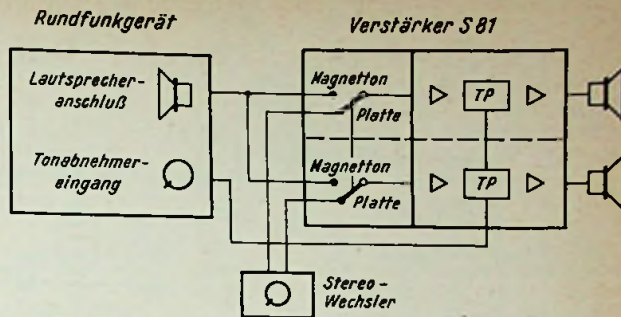 Rundfunkgerät
Verstärker S 81
Lautsprecher-
anschluß
Tonabnehmer-
eingang
Magnetton
Platte
TP
Magnetton
Platte
TP
Stereo-
Wechsler